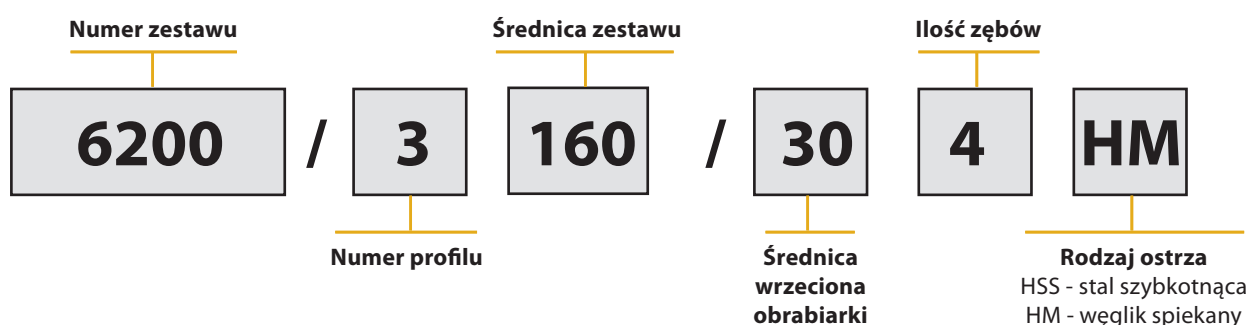 Numer zestawu Średnica zestawu Ilość zębów
6200 / 3 160 / 30 4 HM
Numer profilu Średnica wrzeciona obrabiarki Rodzaj ostrza
HSS - stal szybkotnąca
HM - węglik spiekany